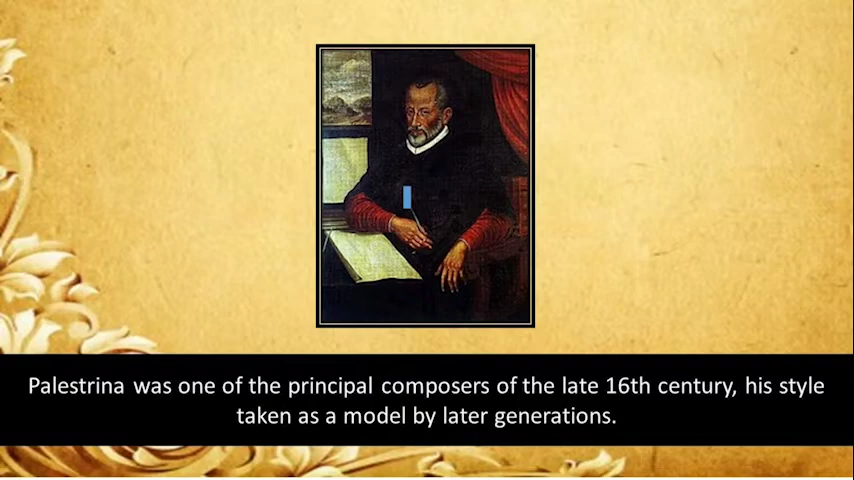 Palestrina was one of the principal composers of the late 16th century, his style
taken as a model by later generations.